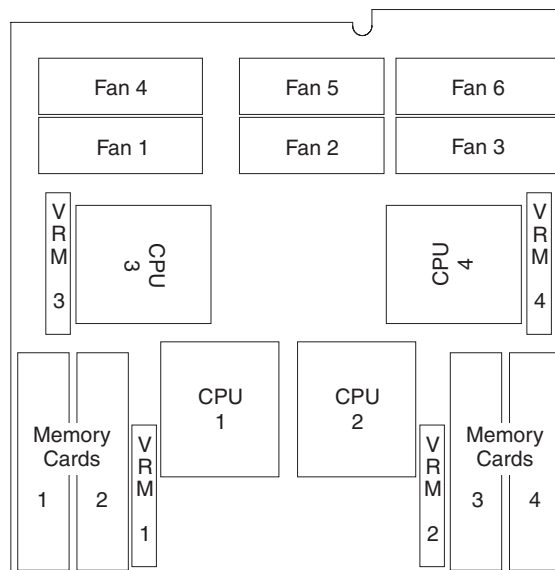 Fan 4
Fan 5
Fan 6
Fan 1
Fan 2
Fan 3
VRM 3
CPU 3
CPU 4
VRM 4
Memory Cards
1
2
VRM 1
CPU 1
CPU 2
VRM 2
Memory Cards
3
4